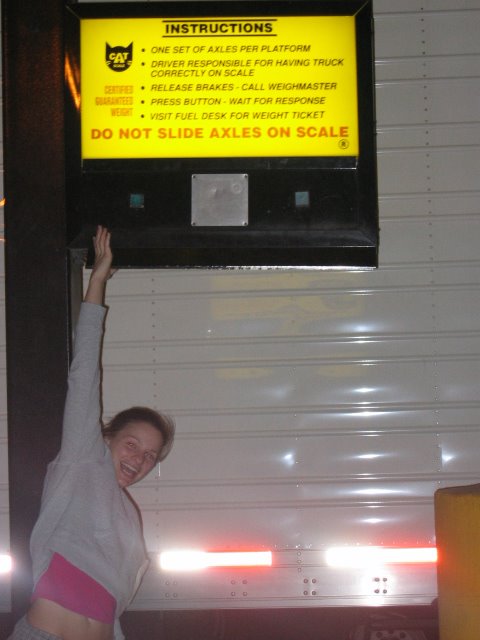 INSTRUCTIONS
CAT
SCALE
CERTIFIED
GUARANTEED
WEIGHT
• ONE SET OF AXLES PER PLATFORM
• DRIVER RESPONSIBLE FOR HAVING TRUCK
CORRECTLY ON SCALE
• RELEASE BRAKES - CALL WEIGHMASTER
• PRESS BUTTON - WAIT FOR RESPONSE
• VISIT FUEL DESK FOR WEIGHT TICKET
DO NOT SLIDE AXLES ON SCALE
®